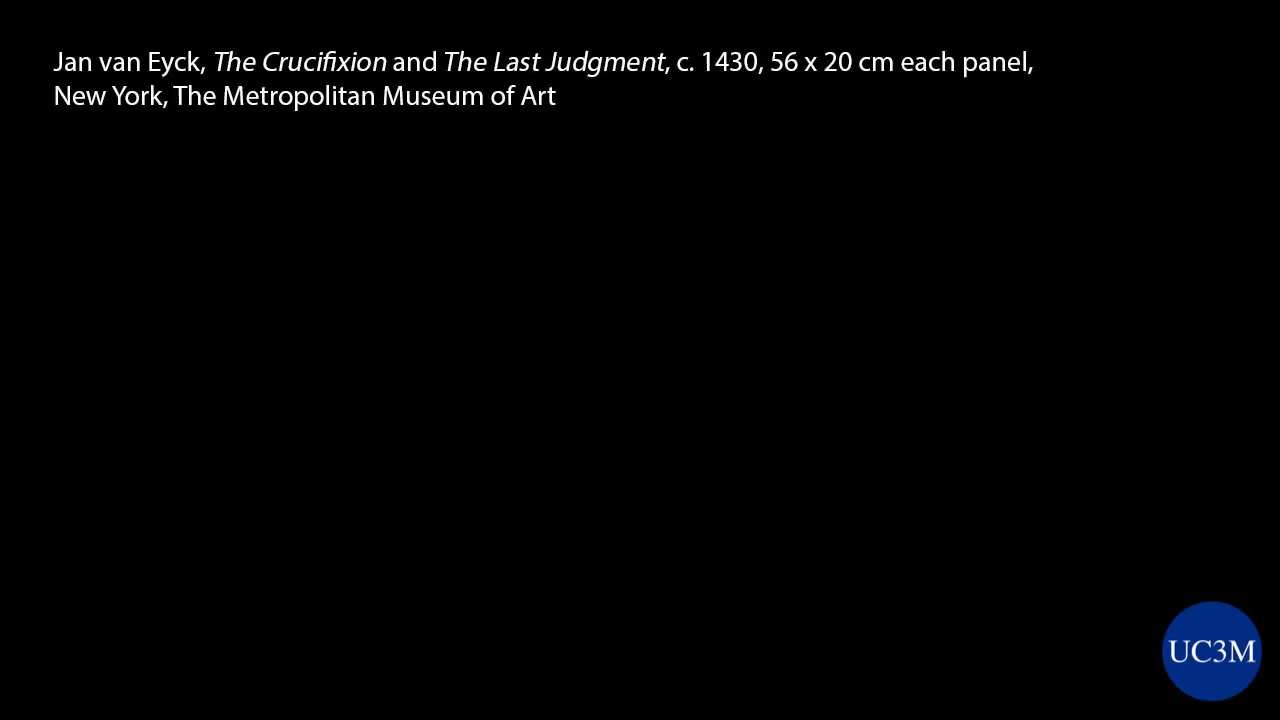 Jan van Eyck, The Crucifixion and The Last Judgment, c. 1430, 56 x 20 cm each panel,
New York, The Metropolitan Museum of Art
UC3M